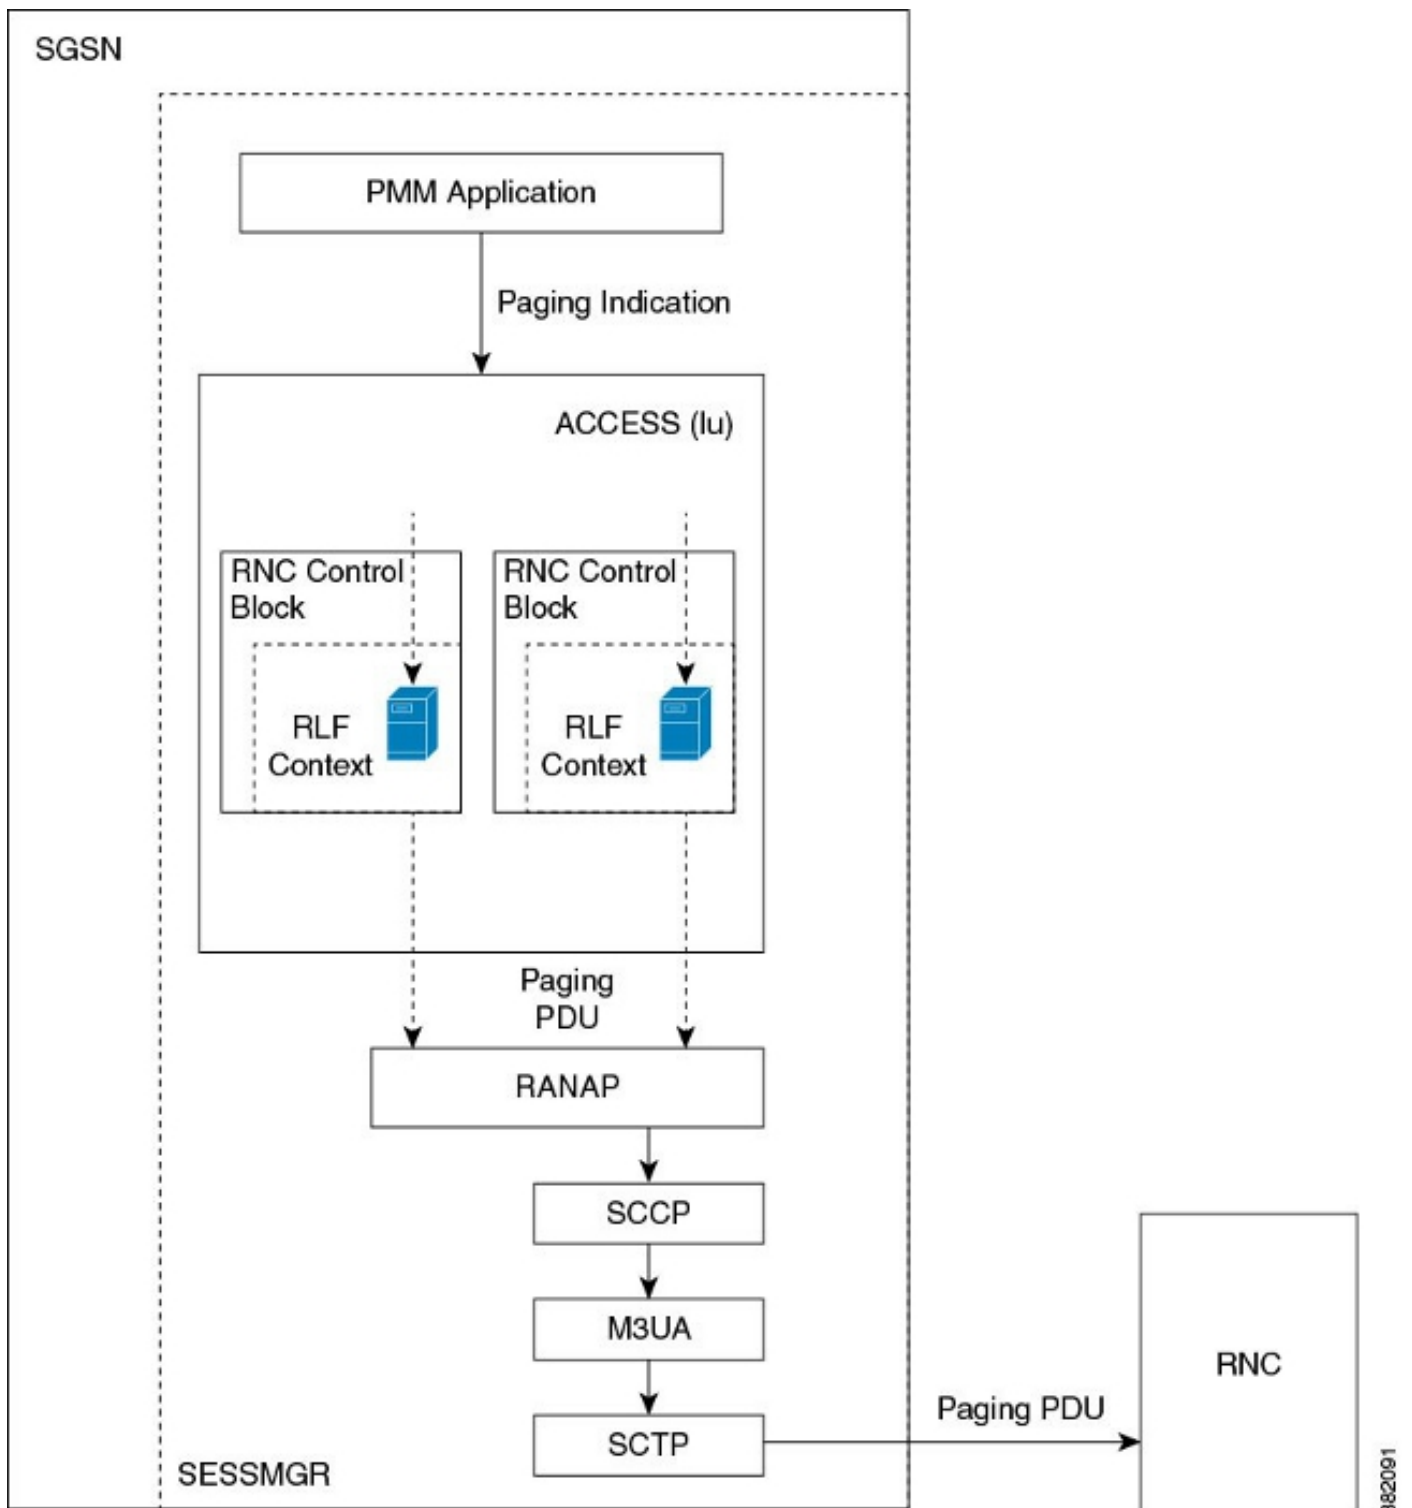 SGSN
PMM Application
Paging Indication
ACCESS (Iu)
RNC Control
Block
RLF
Context
RNC Control
Block
RLF
Context
Paging
PDU
RANAP
SCCP
M3UA
SCTP
SESSMGR
Paging PDU
RNC